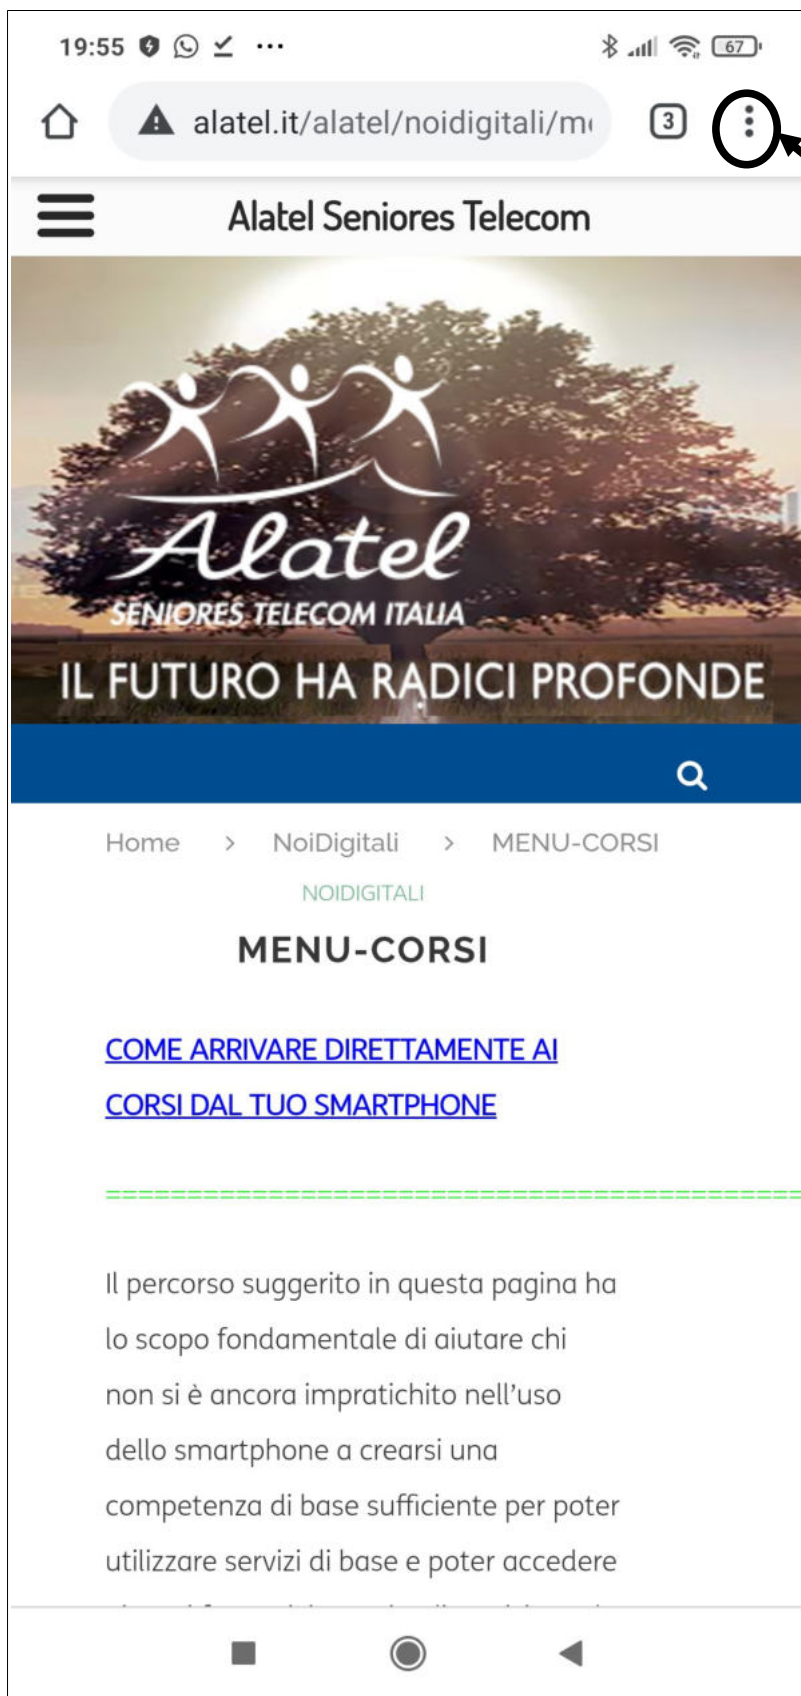 19:55
67
alatel.it/alatel/noidigitali/m
3
Alatel Seniores Telecom
Alatel
SENIORES TELECOM ITALIA
IL FUTURO HA RADICI PROFONDE
Home > NoiDigitali > MENU-CORSI
NOIDIGITALI
MENU-CORSI
COME ARRIVARE DIRETTAMENTE AI
CORSI DAL TUO SMARTPHONE
===========================================
Il percorso suggerito in questa pagina ha
lo scopo fondamentale di aiutare chi
non si è ancora impratichito nell'uso
dello smartphone a crearsi una
competenza di base sufficiente per poter
utilizzare servizi di base e poter accedere